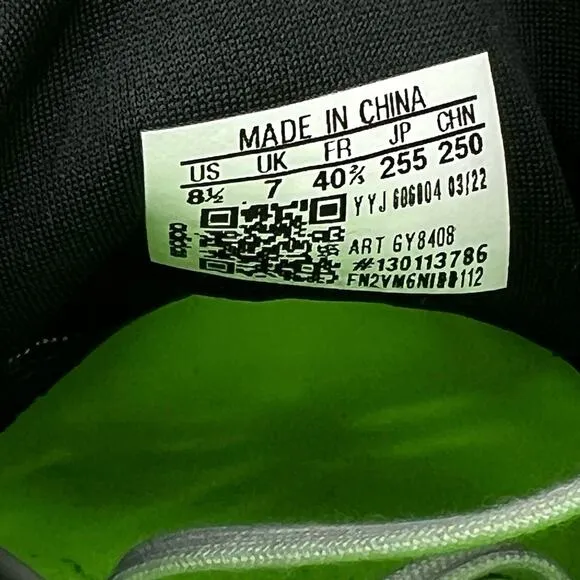 MADE IN CHINA
US UK FR JP CHN
8½ 7 40⅔ 255 250
YYJ 606004 03/22
ART GY8408
#130113786